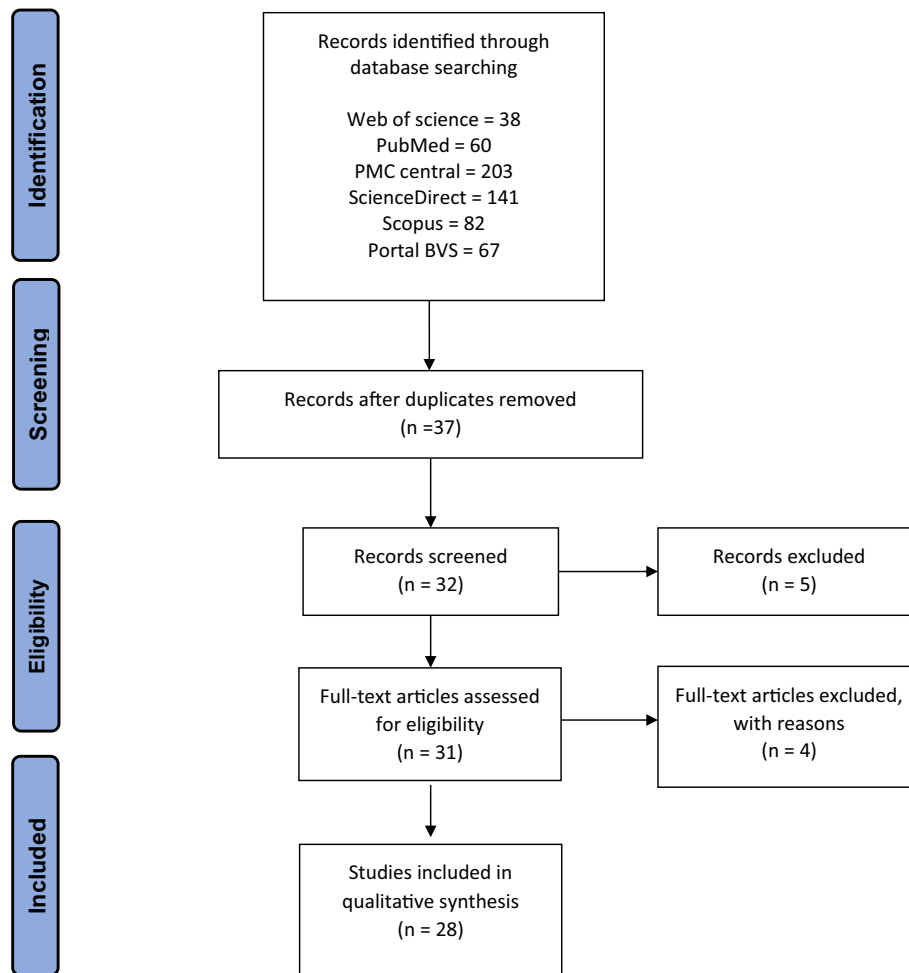 Identification
Records identified through
database searching
Web of science = 38
PubMed = 60
PMC central = 203
ScienceDirect = 141
Scopus = 82
Portal BVS = 67
Screening
Records after duplicates removed
(n =37)
Eligibility
Records screened
(n = 32)
Records excluded
(n = 5)
Full-text articles assessed
for eligibility
(n = 31)
Full-text articles excluded,
with reasons
(n = 4)
Included
Studies included in
qualitative synthesis
(n = 28)